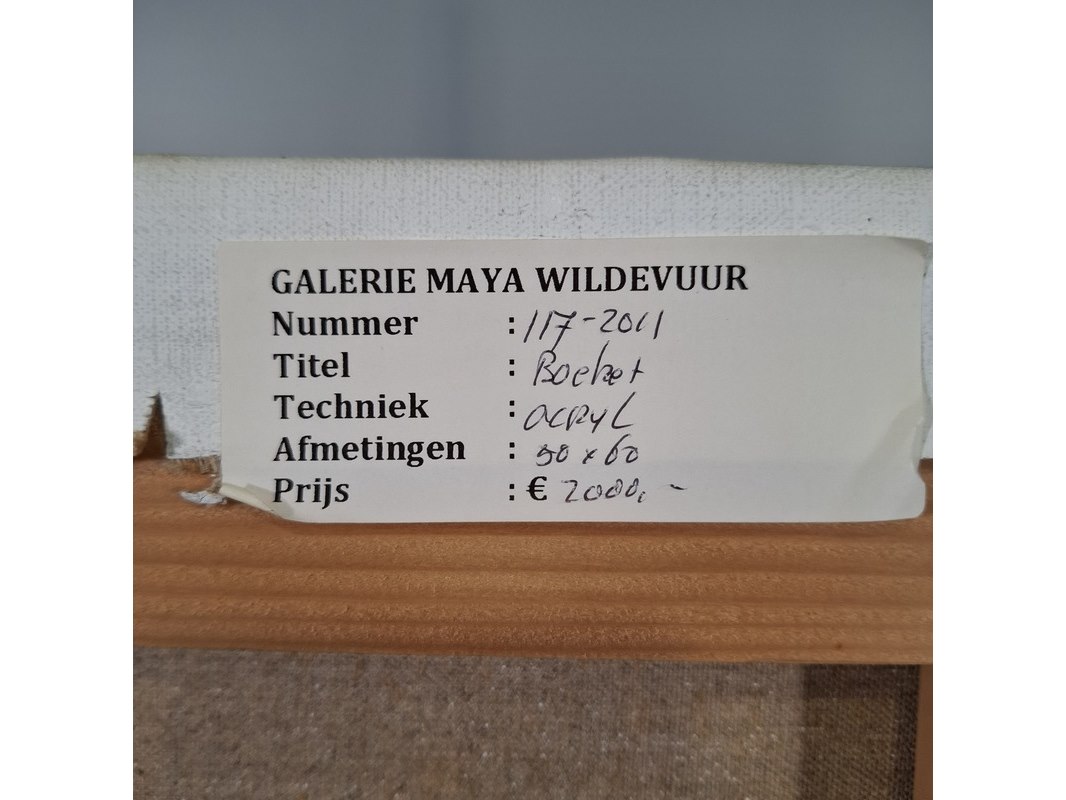 GALERIE MAYA WILDEVUUR
Nummer : 117-2011
Titel : Boeket
Techniek : acryl
Afmetingen : 50 x 60
Prijs : € 2000,-